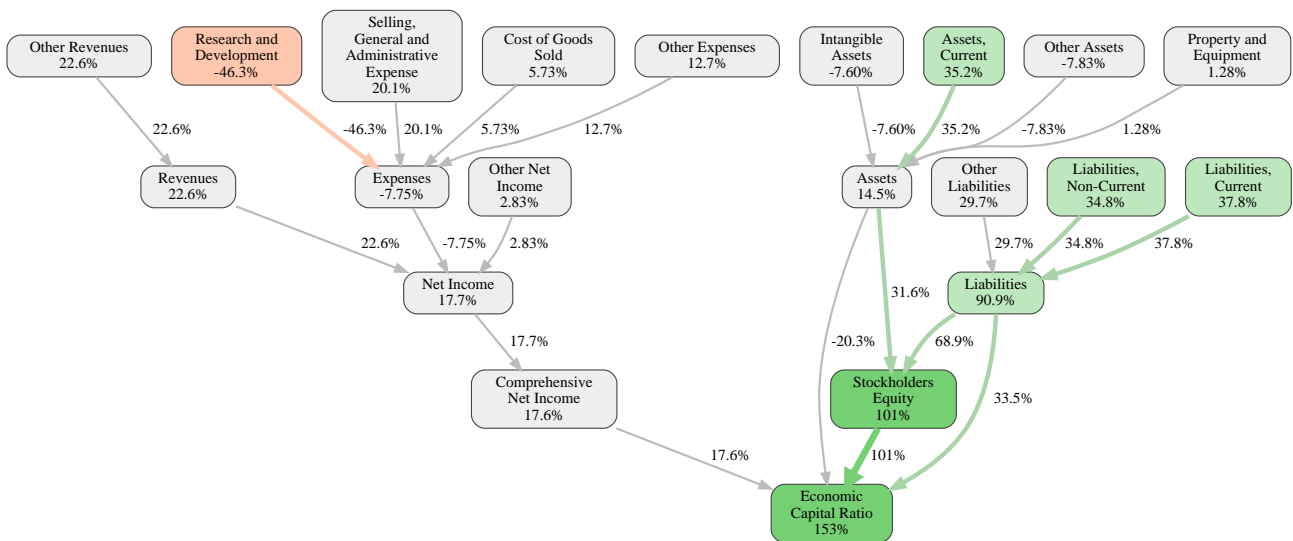 Other Revenues
22.6%
Research and
Development
-46.3%
Selling,
General and
Administrative
Expense
20.1%
Cost of Goods
Sold
5.73%
Other Expenses
12.7%
Intangible
Assets
-7.60%
Assets,
Current
35.2%
Other Assets
-7.83%
Property and
Equipment
1.28%
22.6%
-46.3%
20.1%
5.73%
12.7%
-7.60%
35.2%
-7.83%
1.28%
Revenues
22.6%
Expenses
-7.75%
Other Net
Income
2.83%
Assets
14.5%
Other
Liabilities
29.7%
Liabilities,
Non-Current
34.8%
Liabilities,
Current
37.8%
22.6%
-7.75%
2.83%
29.7%
34.8%
37.8%
Net Income
17.7%
Liabilities
90.9%
31.6%
17.7%
-20.3%
68.9%
Comprehensive
Net Income
17.6%
Stockholders
Equity
101%
33.5%
17.6%
101%
Economic
Capital Ratio
153%